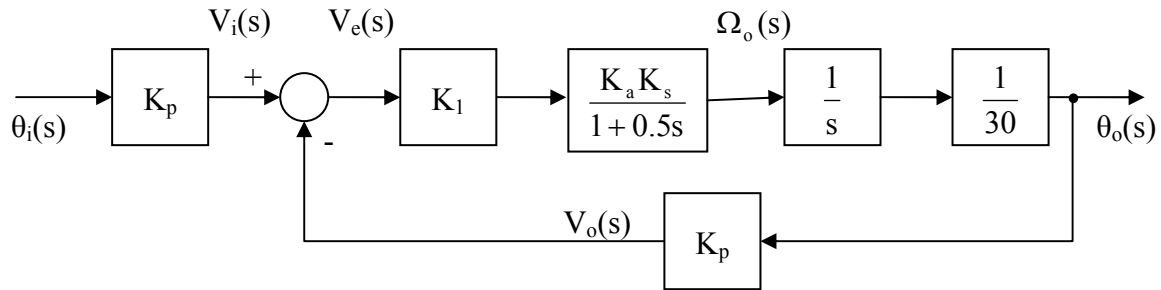 Vᵢ(s) Vₑ(s) Ωₒ(s)
θᵢ(s) Kₚ + - K₁ KₐKₛ / 1 + 0.5s 1 / s 1 / 30 θₒ(s)
Vₒ(s) Kₚ